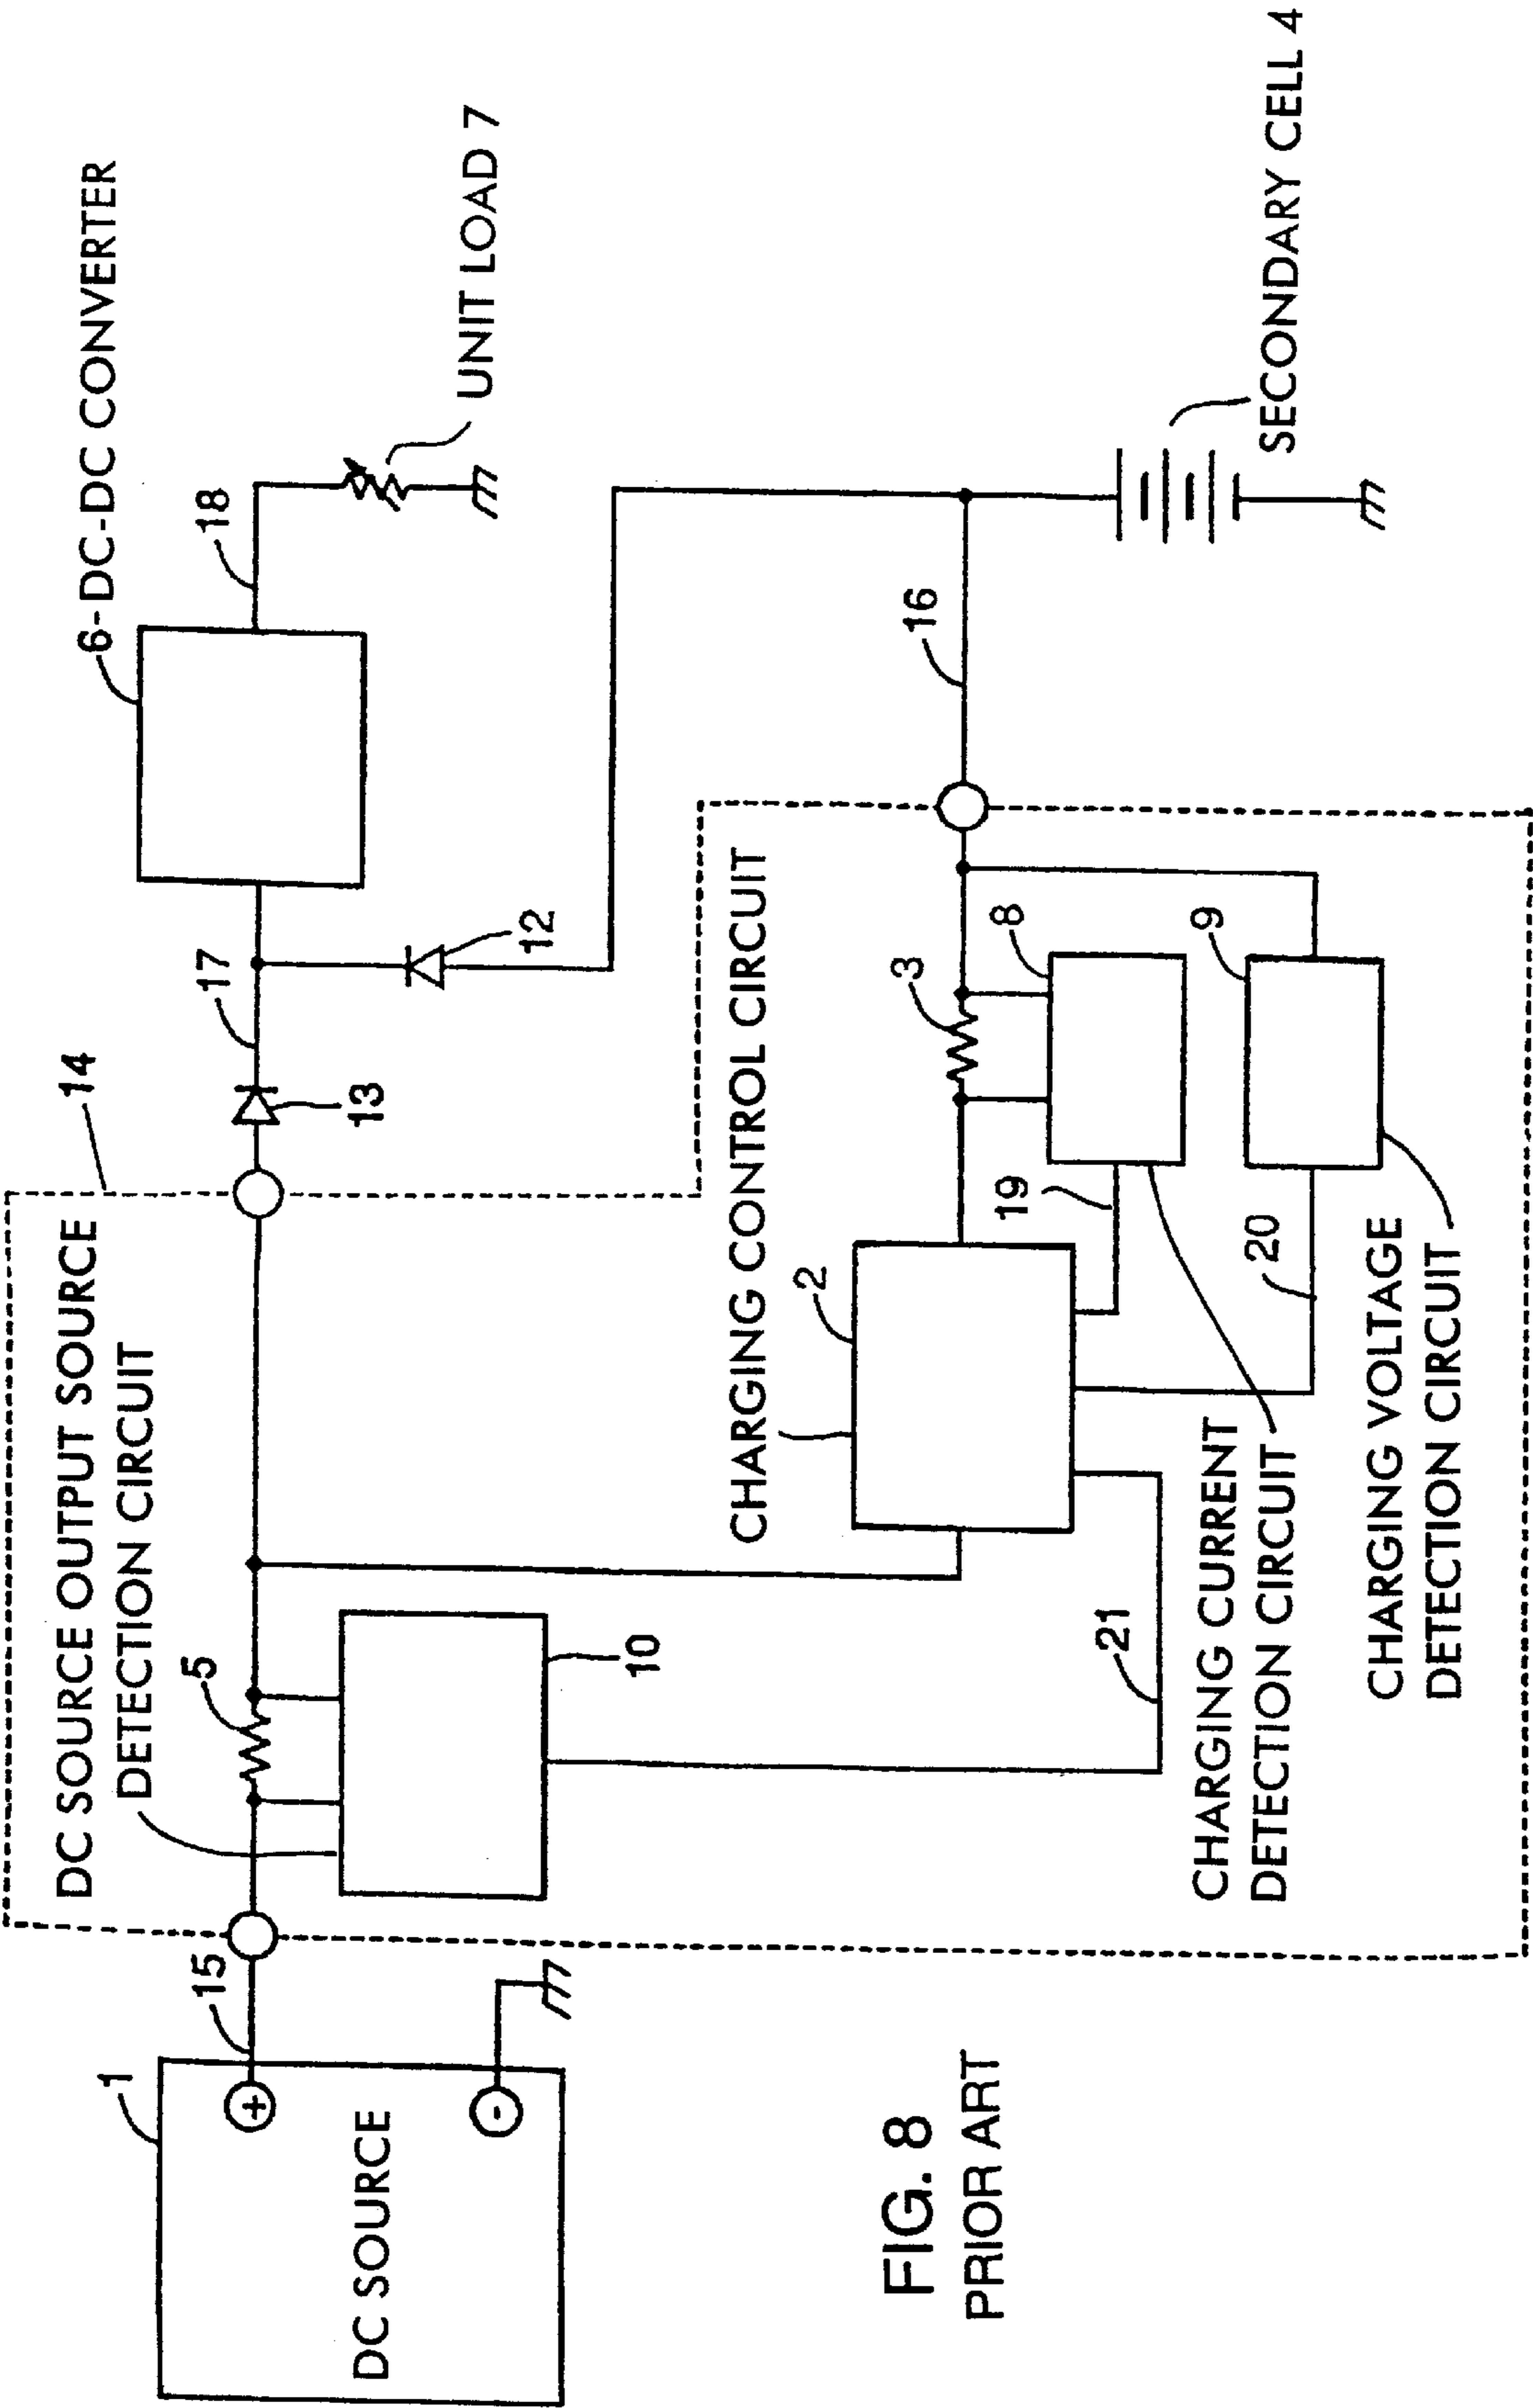 14
DC SOURCE OUTPUT SOURCE
DETECTION CIRCUIT
6-DC-DC CONVERTER
1
15
5
17
18
+
13
12
UNIT LOAD 7
DC SOURCE
-
10
CHARGING CONTROL CIRCUIT
2
3
16
8
19
9
21
20
CHARGING CURRENT
DETECTION CIRCUIT
CHARGING VOLTAGE
DETECTION CIRCUIT
SECONDARY CELL 4
FIG. 8
PRIOR ART